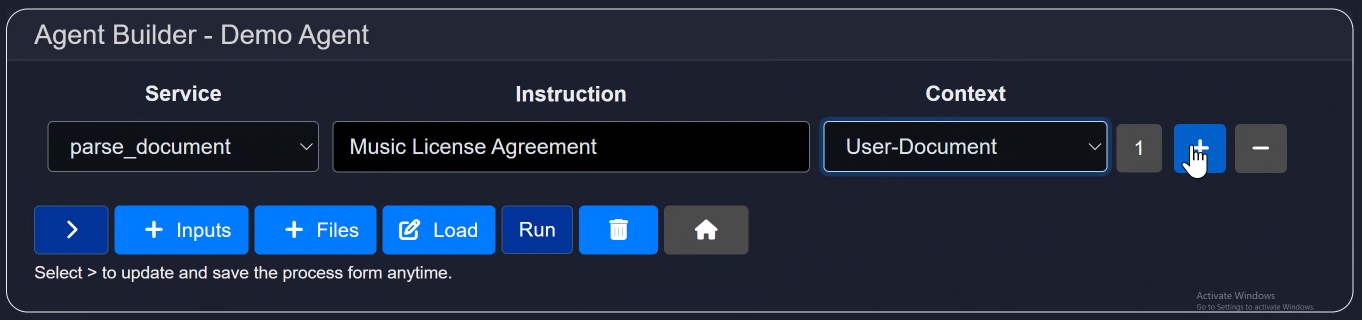 Agent Builder - Demo Agent
Service Instruction Context
parse_document Music License Agreement User-Document 1 + −
> + Inputs + Files Load Run
Select > to update and save the process form anytime.
Activate Windows
Go to Settings to activate Windows.